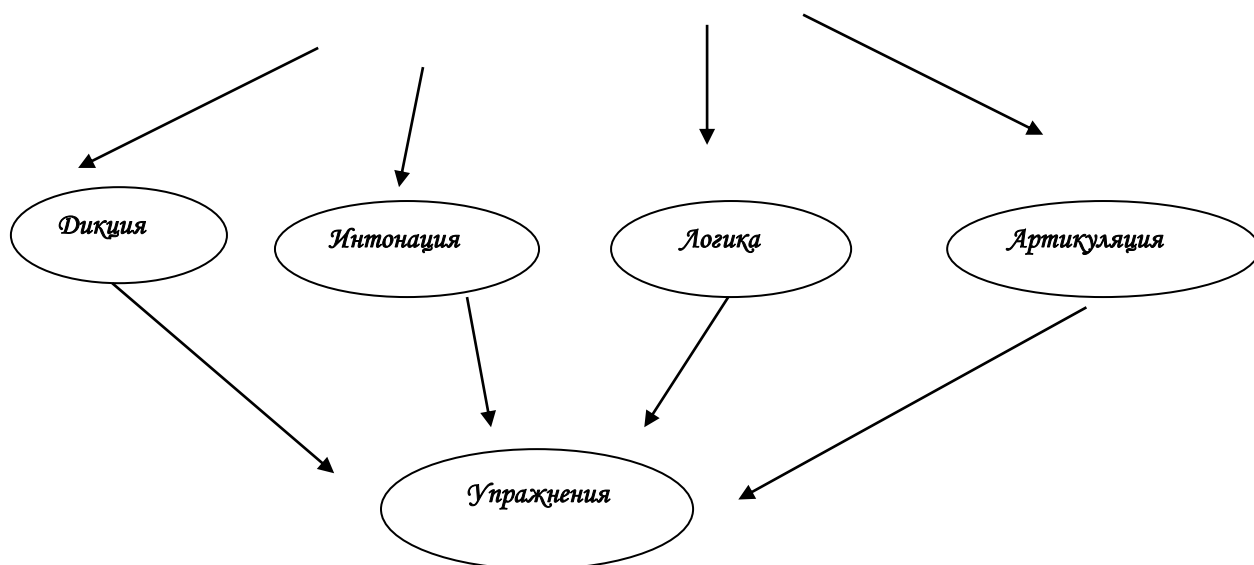 Дикция
Интонация
Логика
Артикуляция
Упражнения